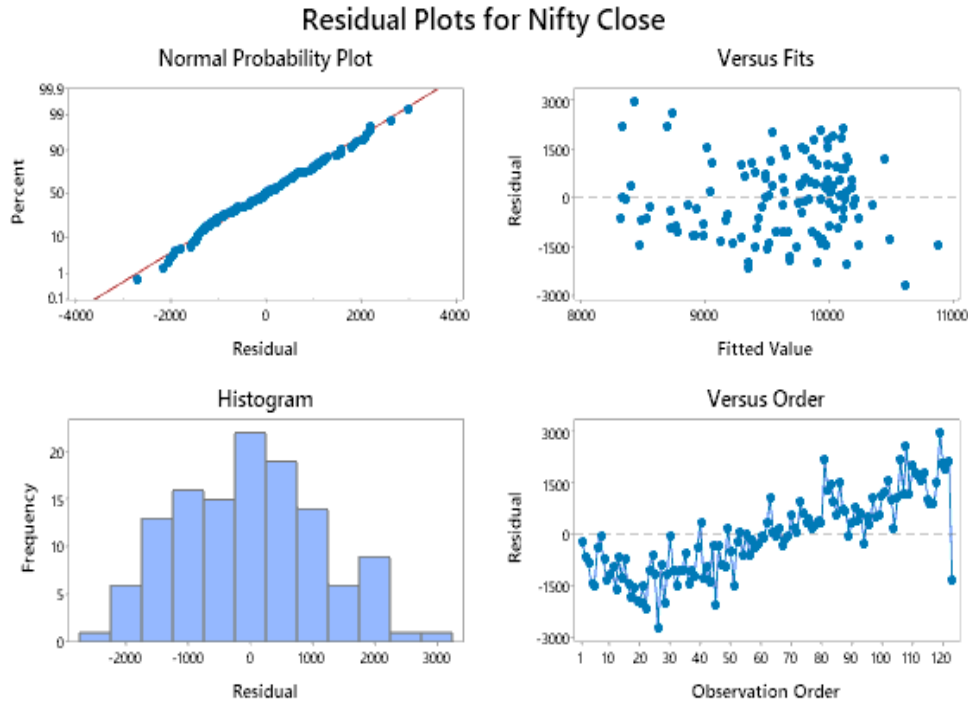 Residual Plots for Nifty Close
Normal Probability Plot
99.9
99
90
50
10
1
0.1
Percent
-4000 -2000 0 2000 4000
Residual
Versus Fits
3000
1500
0
-1500
-3000
Residual
8000 9000 10000 11000
Fitted Value
Histogram
20
15
10
5
0
Frequency
-2000 -1000 0 1000 2000 3000
Residual
Versus Order
3000
1500
0
-1500
-3000
Residual
1 10 20 30 40 50 60 70 80 90 100 110 120
Observation Order